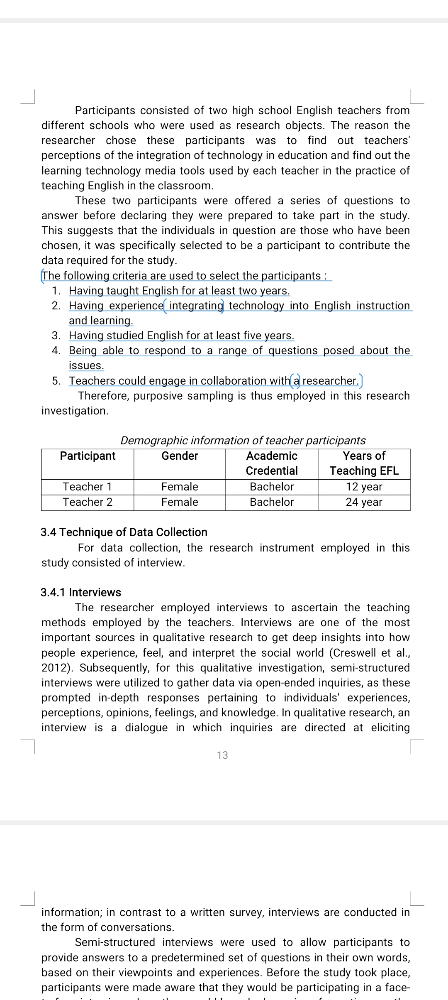 Participants consisted of two high school English teachers from
different schools who were used as research objects. The reason the
researcher chose these participants was to find out teachers'
perceptions of the integration of technology in education and find out the
learning technology media tools used by each teacher in the practice of
teaching English in the classroom.
These two participants were offered a series of questions to
answer before declaring they were prepared to take part in the study.
This suggests that the individuals in question are those who have been
chosen, it was specifically selected to be a participant to contribute the
data required for the study.
The following criteria are used to select the participants :
1. Having taught English for at least two years.
2. Having experience integrating technology into English instruction
and learning.
3. Having studied English for at least five years.
4. Being able to respond to a range of questions posed about the
issues.
5. Teachers could engage in collaboration with a researcher.
Therefore, purposive sampling is thus employed in this research
investigation.
Demographic information of teacher participants
Participant Gender Academic Credential Years of Teaching EFL
Teacher 1 Female Bachelor 12 year
Teacher 2 Female Bachelor 24 year
3.4 Technique of Data Collection
For data collection, the research instrument employed in this
study consisted of interview.
3.4.1 Interviews
The researcher employed interviews to ascertain the teaching
methods employed by the teachers. Interviews are one of the most
important sources in qualitative research to get deep insights into how
people experience, feel, and interpret the social world (Creswell et al.,
2012). Subsequently, for this qualitative investigation, semi-structured
interviews were utilized to gather data via open-ended inquiries, as these
prompted in-depth responses pertaining to individuals' experiences,
perceptions, opinions, feelings, and knowledge. In qualitative research, an
interview is a dialogue in which inquiries are directed at eliciting
13
information; in contrast to a written survey, interviews are conducted in
the form of conversations.
Semi-structured interviews were used to allow participants to
provide answers to a predetermined set of questions in their own words,
based on their viewpoints and experiences. Before the study took place,
participants were made aware that they would be participating in a face-